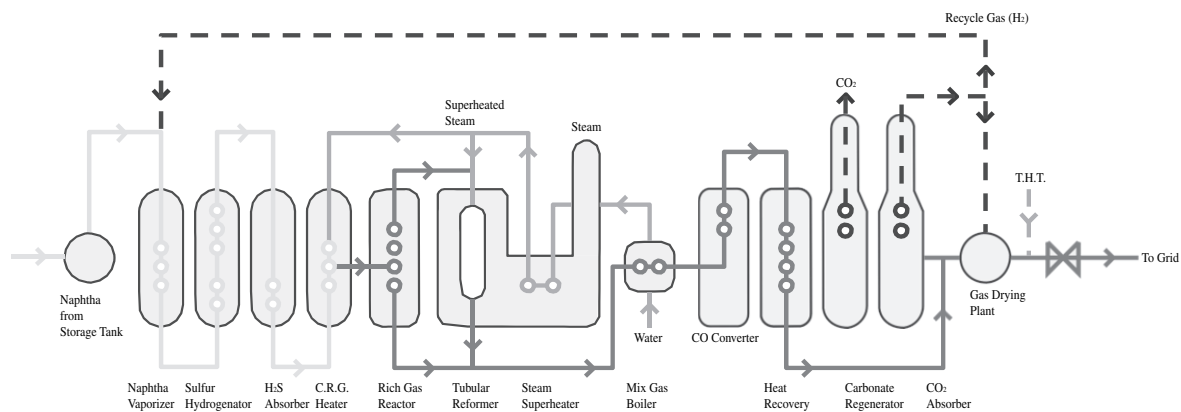 Recycle Gas (H₂)
CO₂
Superheated
Steam
Steam
T.H.T.
To Grid
Naphtha
from
Storage Tank
Gas Drying
Plant
Water
CO Converter
Naphtha
Vaporizer
Sulfur
Hydrogenator
H₂S
Absorber
C.R.G.
Heater
Rich Gas
Reactor
Tubular
Reformer
Steam
Superheater
Mix Gas
Boiler
Heat
Recovery
Carbonate
Regenerator
CO₂
Absorber